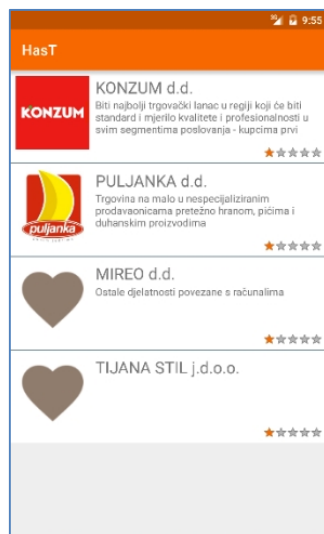 3G 9:55
HasT
KONZUM
KONZUM d.d.
Biti najbolji trgovački lanac u regiji koji će biti
standard i mjerilo kvalitete i profesionalnosti u
svim segmentima poslovanja - kupcima prvi
puljanka
PULJANKA d.d.
Trgovina na malo u nespecijaliziranim
prodavaonicama pretežno hranom, pićima i
duhanskim proizvodima
MIREO d.d.
Ostale djelatnosti povezane s računalima
TIJANA STIL j.d.o.o.